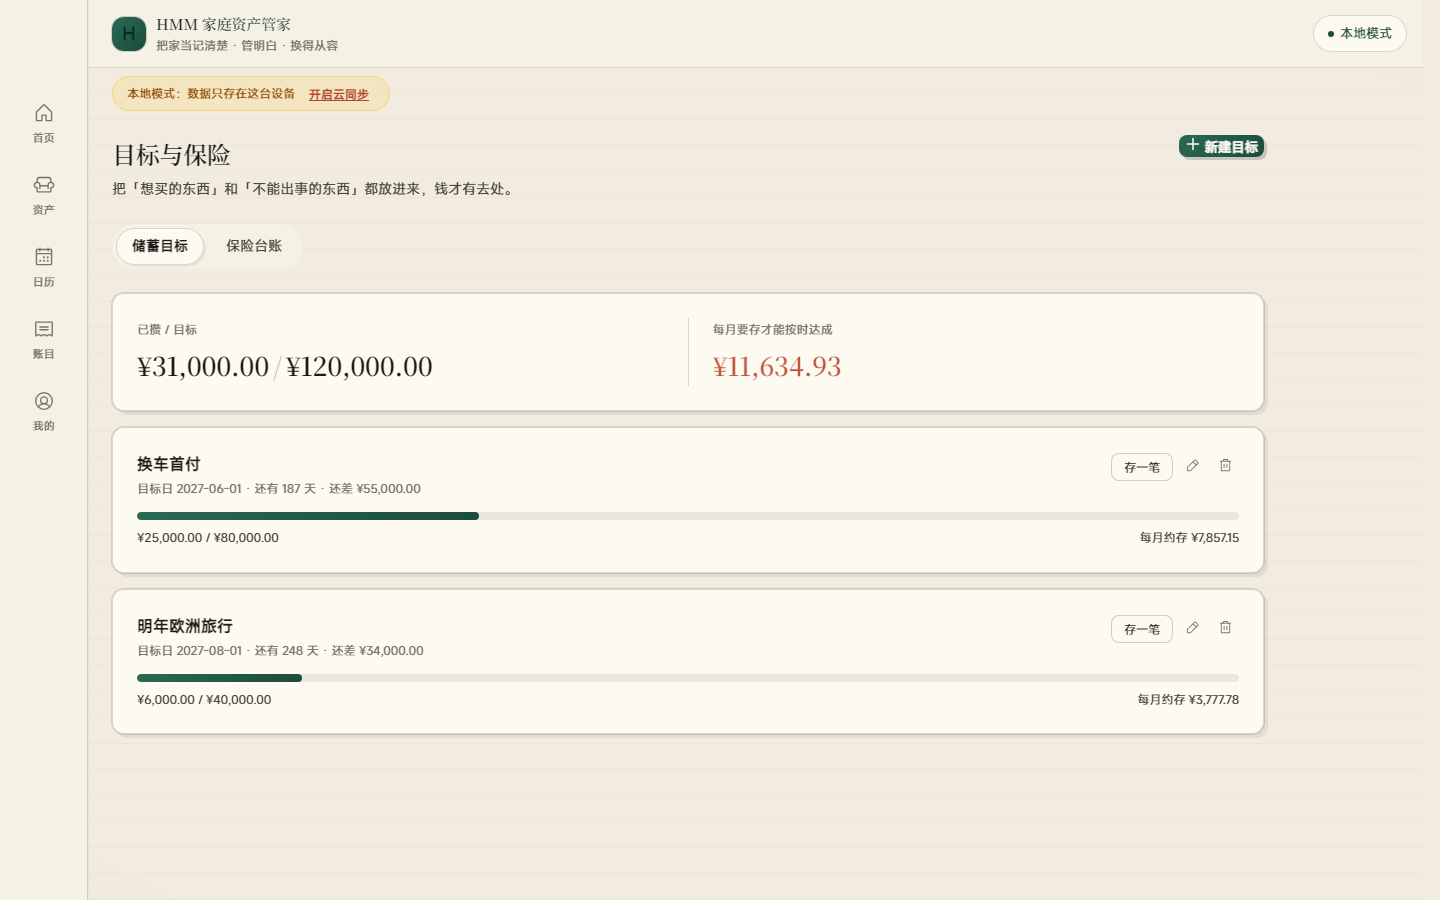 H
HMM 家庭资产管家
把家当记清楚 · 管明白 · 换得从容
本地模式
本地模式：数据只存在这台设备 开启云同步
首页
资产
日历
账目
我的
目标与保险
新建目标
把「想买的东西」和「不能出事的东西」都放进来，钱才有去处。
储蓄目标 保险台账
已攒 / 目标
¥31,000.00 / ¥120,000.00
每月要存才能按时达成
¥11,634.93
换车首付
存一笔
目标日 2027-06-01 · 还有 187 天 · 还差 ¥55,000.00
¥25,000.00 / ¥80,000.00
每月约存 ¥7,857.15
明年欧洲旅行
存一笔
目标日 2027-08-01 · 还有 248 天 · 还差 ¥34,000.00
¥6,000.00 / ¥40,000.00
每月约存 ¥3,777.78